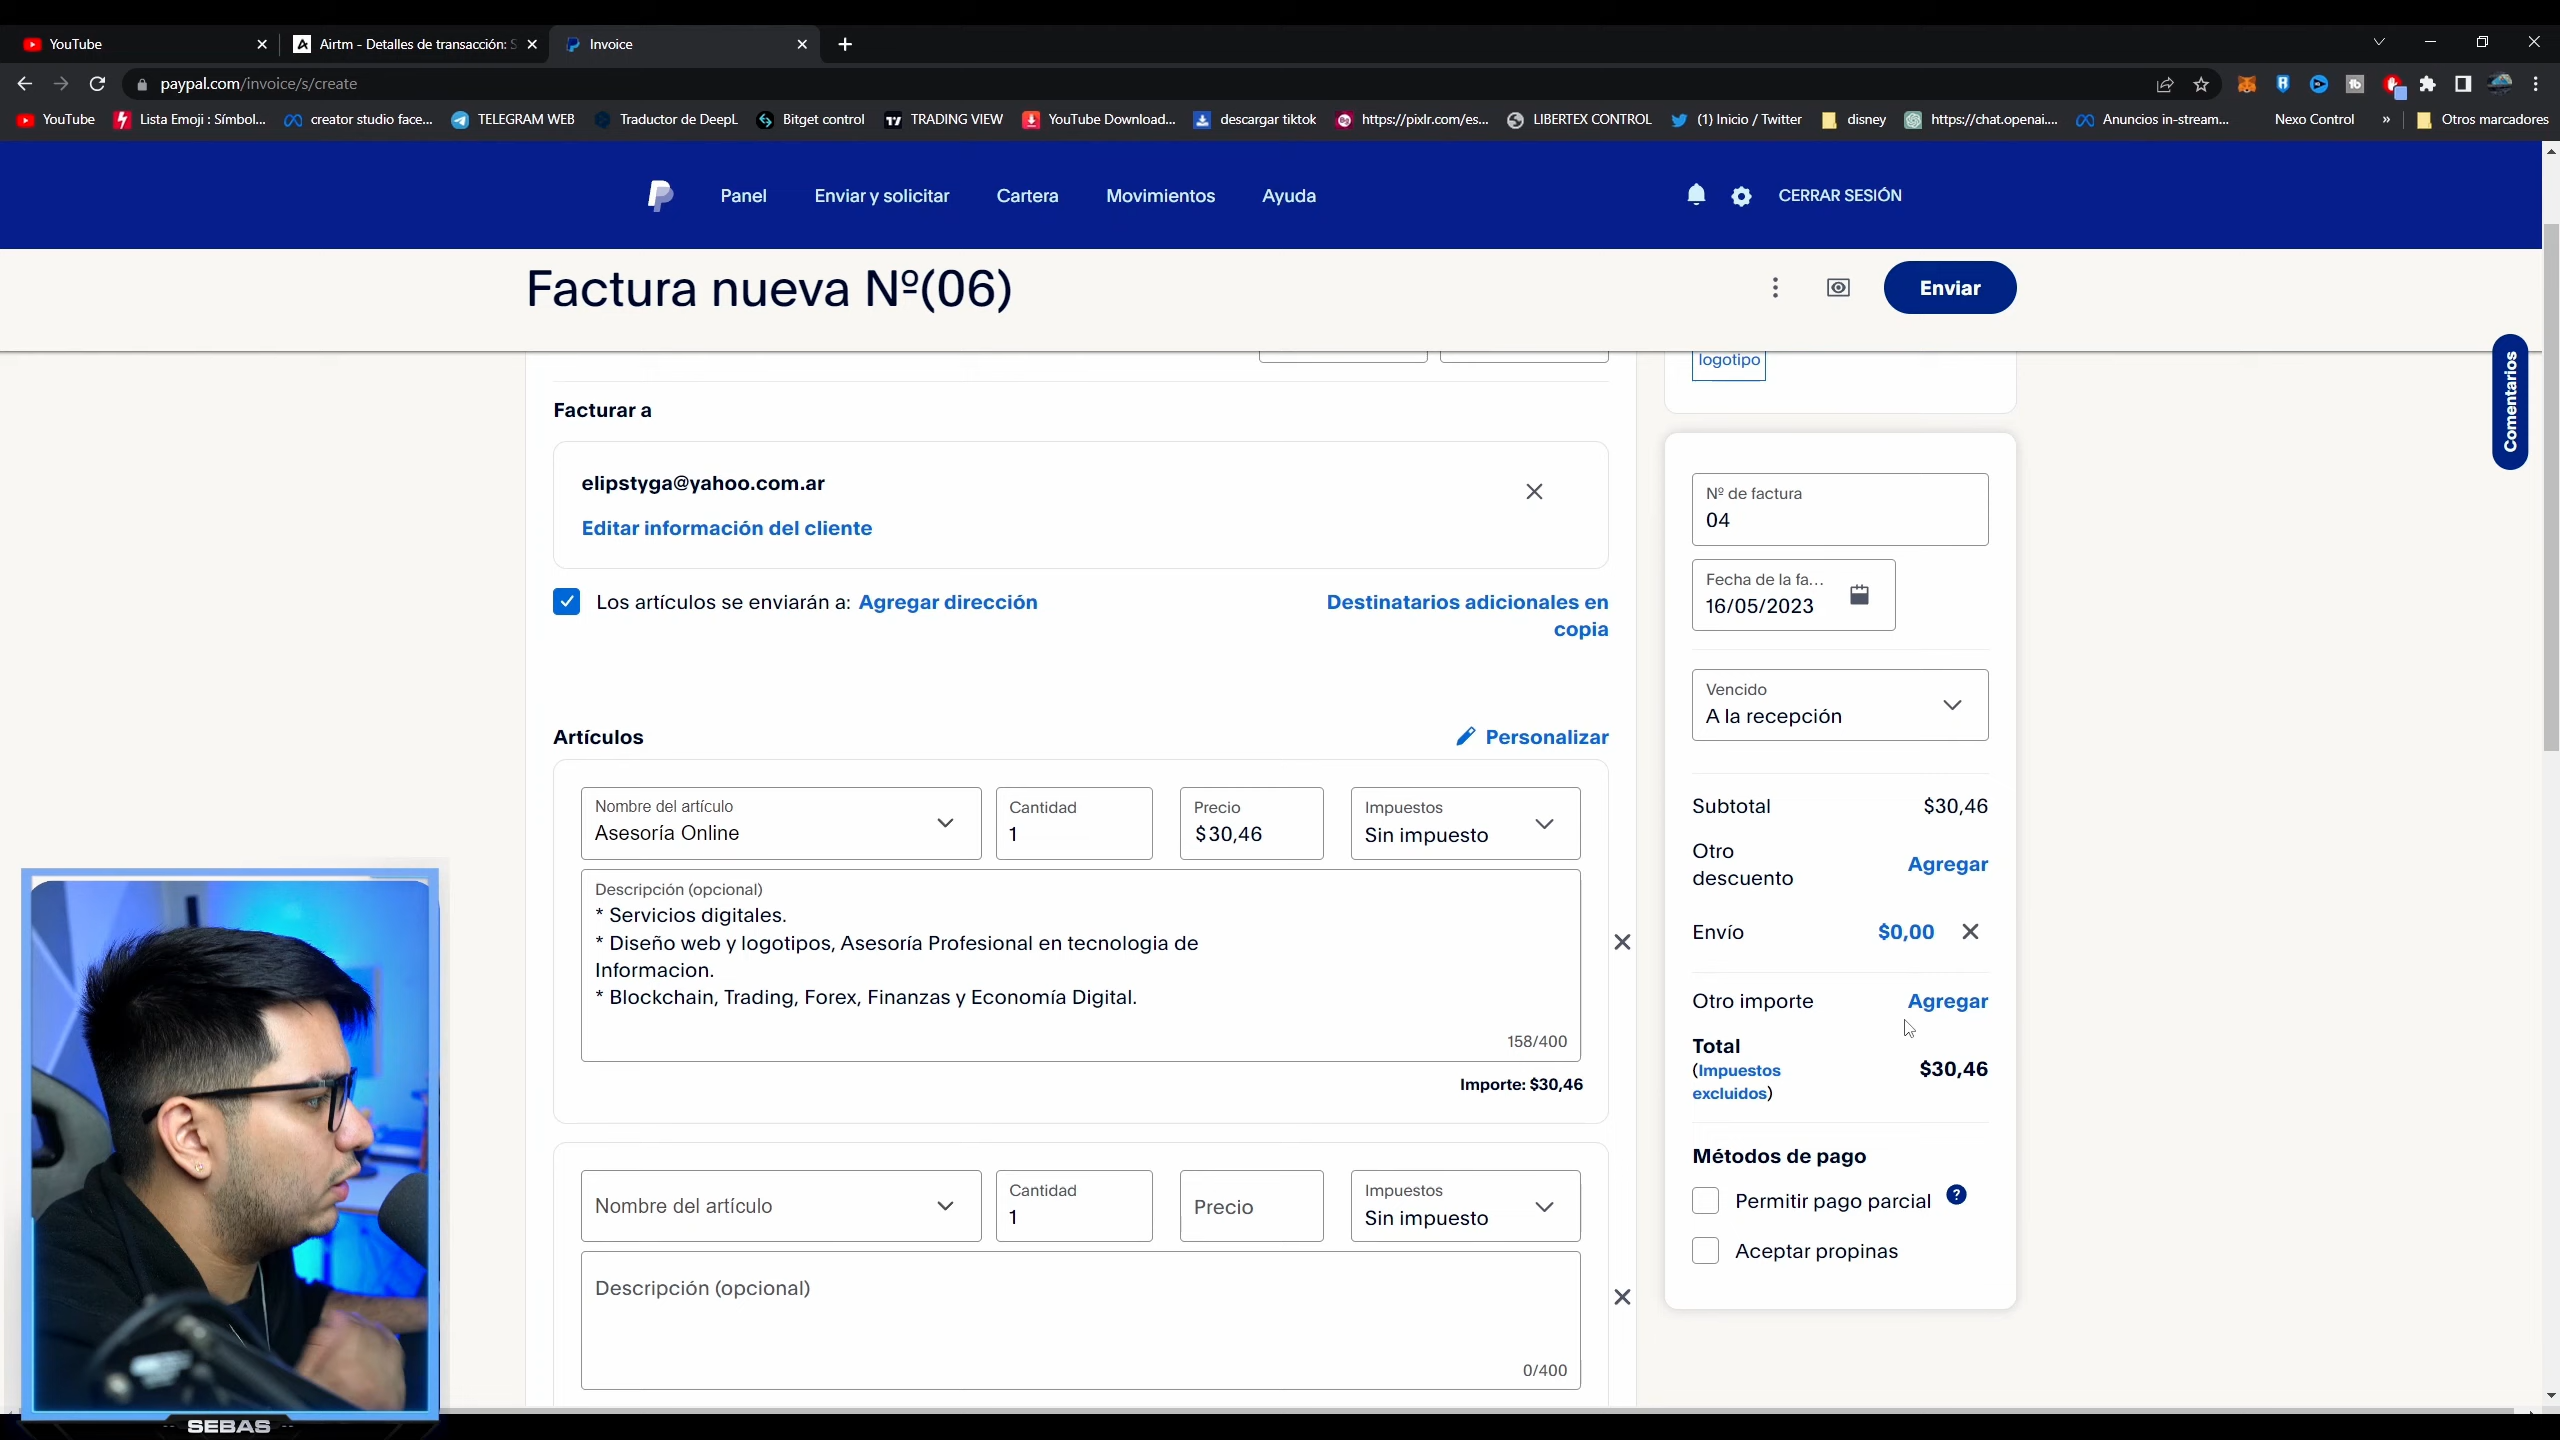 YouTube
Airtm - Detalles de transacción: S
Invoice
paypal.com/invoice/s/create
YouTube
Lista Emoji : Símbol...
creator studio face...
TELEGRAM WEB
Traductor de DeepL
Bitget control
TRADING VIEW
YouTube Download...
descargar tiktok
https://pixlr.com/es...
LIBERTEX CONTROL
(1) Inicio / Twitter
disney
https://chat.openai....
Anuncios in-stream...
Nexo Control
»
Otros marcadores
Panel
Enviar y solicitar
Cartera
Movimientos
Ayuda
CERRAR SESIÓN
Factura nueva Nº(06)
Enviar
Comentarios
logotipo
Facturar a
elipstyga@yahoo.com.ar
Editar información del cliente
Los artículos se enviarán a: Agregar dirección
Destinatarios adicionales en
copia
Artículos
Personalizar
Nombre del artículo
Asesoría Online
Cantidad
1
Precio
$30,46
Impuestos
Sin impuesto
Descripción (opcional)
* Servicios digitales.
* Diseño web y logotipos, Asesoría Profesional en tecnologia de
Informacion.
* Blockchain, Trading, Forex, Finanzas y Economía Digital.
158/400
Importe: $30,46
Nombre del artículo
Cantidad
1
Precio
Impuestos
Sin impuesto
Descripción (opcional)
0/400
Nº de factura
04
Fecha de la fa...
16/05/2023
Vencido
A la recepción
Subtotal $30,46
Otro
descuento
Agregar
Envío $0,00
Otro importe Agregar
Total
(Impuestos
excluidos)
$30,46
Métodos de pago
Permitir pago parcial ?
Aceptar propinas
SEBAS